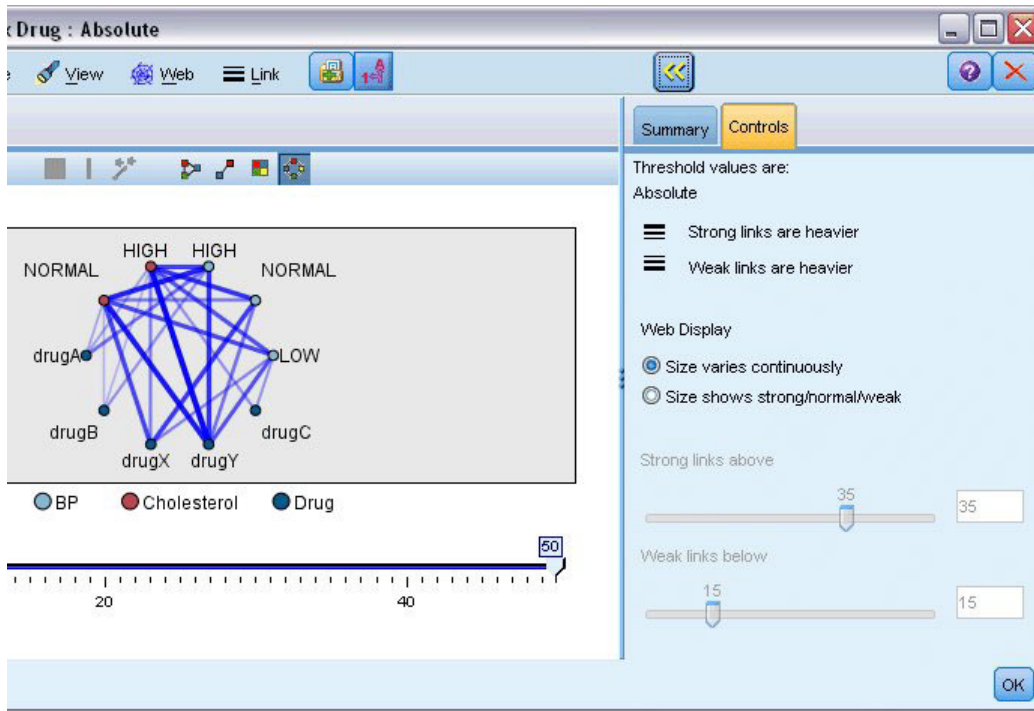 x Drug : Absolute
View Web Link
Summary Controls
Threshold values are:
Absolute
Strong links are heavier
Weak links are heavier
Web Display
Size varies continuously
Size shows strong/normal/weak
Strong links above
35
35
Weak links below
15
15
OK
HIGH HIGH
NORMAL NORMAL
drugA LOW
drugB drugC
drugX drugY
BP Cholesterol Drug
50
20 40